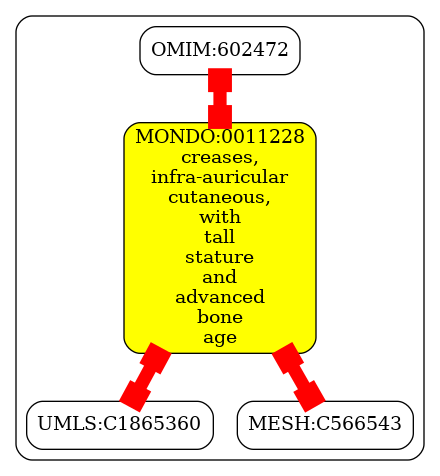 OMIM:602472
MONDO:0011228
creases,
infra-auricular
cutaneous,
with
tall
stature
and
advanced
bone
age
UMLS:C1865360
MESH:C566543